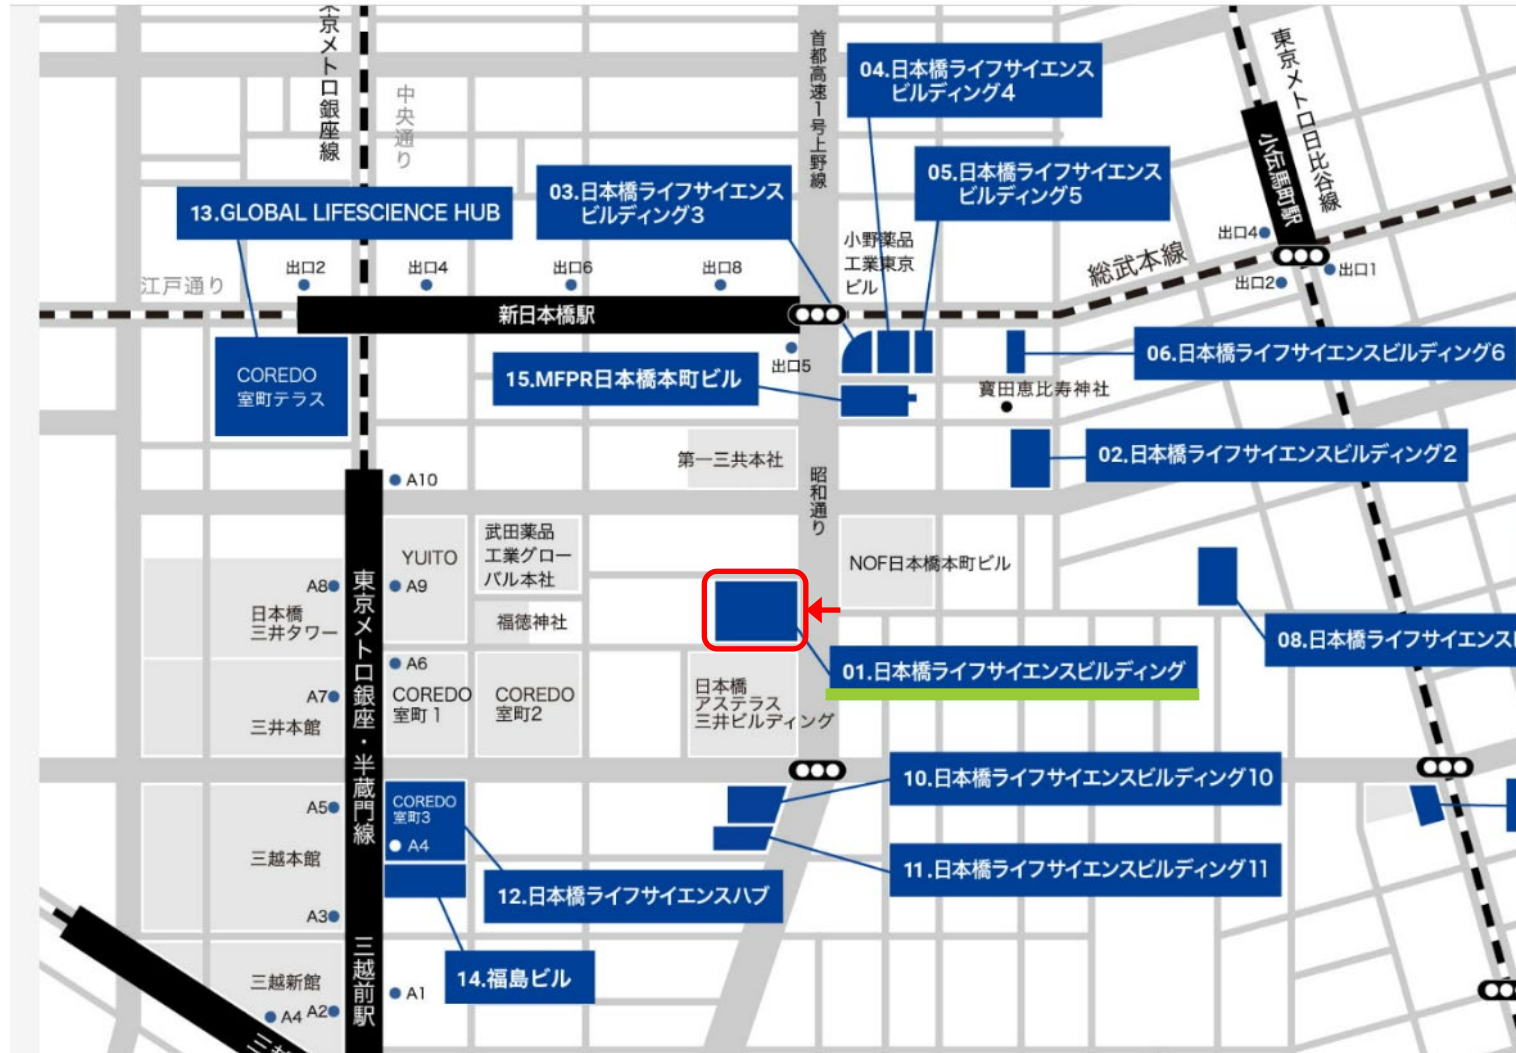 東京メトロ銀座線
中央通り
首都高速1号上野線
04.日本橋ライフサイエンス
ビルディング4
東京メトロ日比谷線
小伝馬町駅
03.日本橋ライフサイエンス
ビルディング3
05.日本橋ライフサイエンス
ビルディング5
13.GLOBAL LIFESCIENCE HUB
小野薬品
工業東京
ビル
総武本線
出口4
出口2
出口1
江戸通り
出口2
出口4
出口6
出口8
新日本橋駅
出口5
06.日本橋ライフサイエンスビルディング6
COREDO
室町テラス
15.MFPR日本橋本町ビル
寶田恵比寿神社
第一三共本社
02.日本橋ライフサイエンスビルディング2
A10
昭和通り
YUITO
武田薬品
工業グロー
バル本社
NOF日本橋本町ビル
A8
A9
日本橋
三井タワー
福徳神社
東京メトロ銀座・半蔵門線
08.日本橋ライフサイエンス
01.日本橋ライフサイエンスビルディング
A6
A7
COREDO
室町1
COREDO
室町2
日本橋
アステラス
三井ビルディング
三井本館
10.日本橋ライフサイエンスビルディング10
A5
COREDO
室町3
A4
三越本館
11.日本橋ライフサイエンスビルディング11
12.日本橋ライフサイエンスハブ
A3
三越前駅
14.福島ビル
三越新館
A4
A2
A1
三越